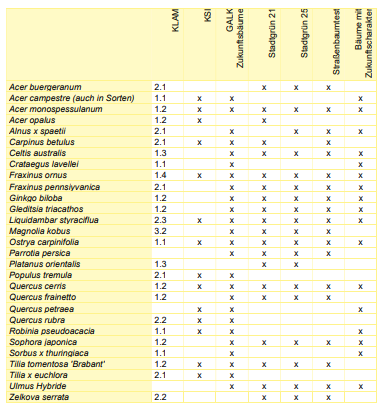 KLAM
KSI
GALK Zukunftsbäume
Stadtgrün 21
Stadtgrün 25
Straßenbaumtest
Bäume mit Zukunftscharakter
Acer buergeranum 2.1 x x x
Acer campestre (auch in Sorten) 1.1 x x x
Acer monospessulanum 1.2 x x x x x x
Acer opalus 1.2 x x
Alnus x spaetii 2.1 x x x x
Carpinus betulus 2.1 x x x x
Celtis australis 1.3 x x x x x
Crataegus lavellei 1.1 x x
Fraxinus ornus 1.4 x x x x x x
Fraxinus pennsiyvanica 2.1 x x x x x
Ginkgo biloba 1.2 x x x x x
Gleditsia triacathos 1.2 x x x x x
Liquidambar styraciflua 2.3 x x x x x x
Magnolia kobus 3.2 x x x x
Ostrya carpinifolia 1.1 x x x x x x
Parrotia persica x x x x
Platanus orientalis 1.3 x x
Populus tremula 2.1 x x
Quercus cerris 1.2 x x x x x x
Quercus frainetto 1.2 x x x x x
Quercus petraea x x x
Quercus rubra 2.2 x x
Robinia pseudoacacia 1.1 x x x
Sophora japonica 1.2 x x x x x
Sorbus x thuringiaca 1.1 x x
Tilia tomentosa 'Brabant' 1.2 x x x x x
Tilia x euchlora 2.1 x x
Ulmus Hybride x x x x x
Zelkova serrata 2.2 x x x